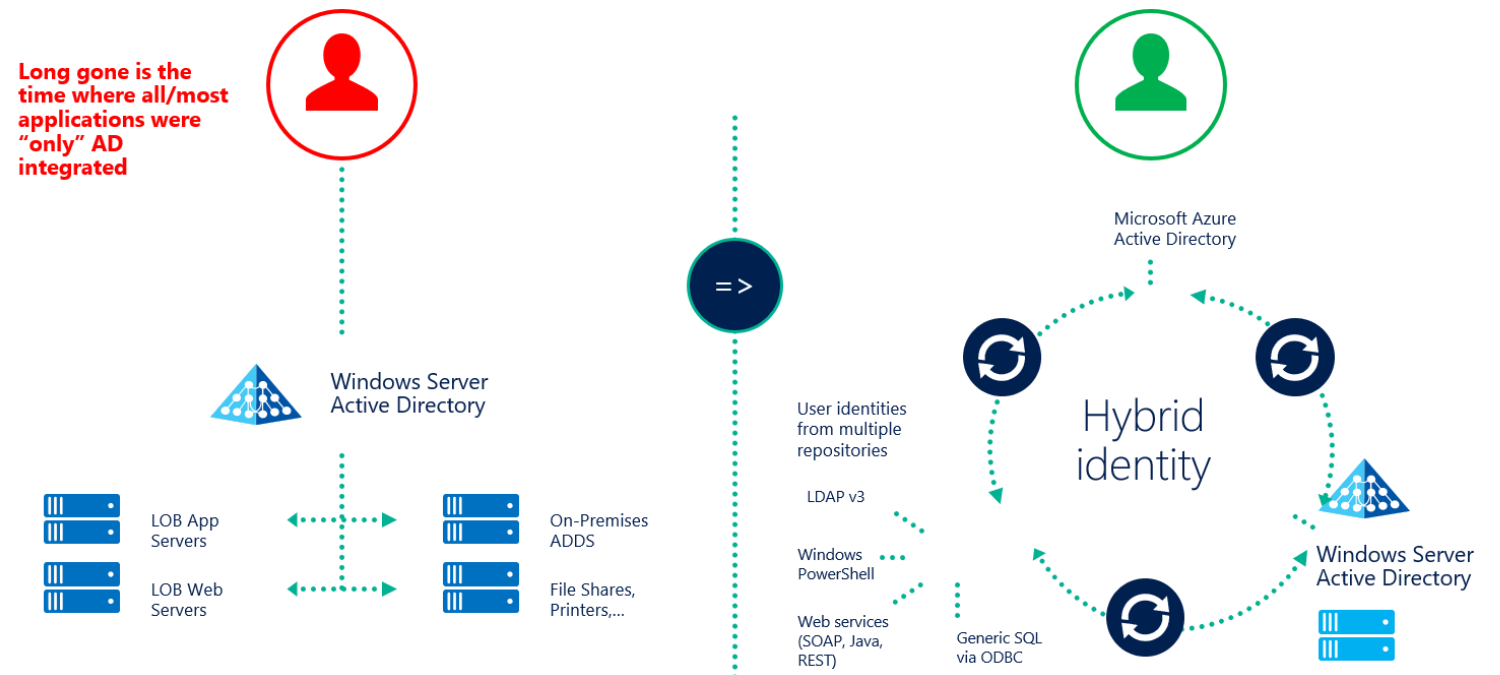 Long gone is the
time where all/most
applications were
“only” AD
integrated
Windows Server
Active Directory
LOB App
Servers
On-Premises
ADDS
LOB Web
Servers
File Shares,
Printers,...
=>
Microsoft Azure
Active Directory
Hybrid
identity
User identities
from multiple
repositories
LDAP v3
Windows
PowerShell
Web services
(SOAP, Java,
REST)
Generic SQL
via ODBC
Windows Server
Active Directory